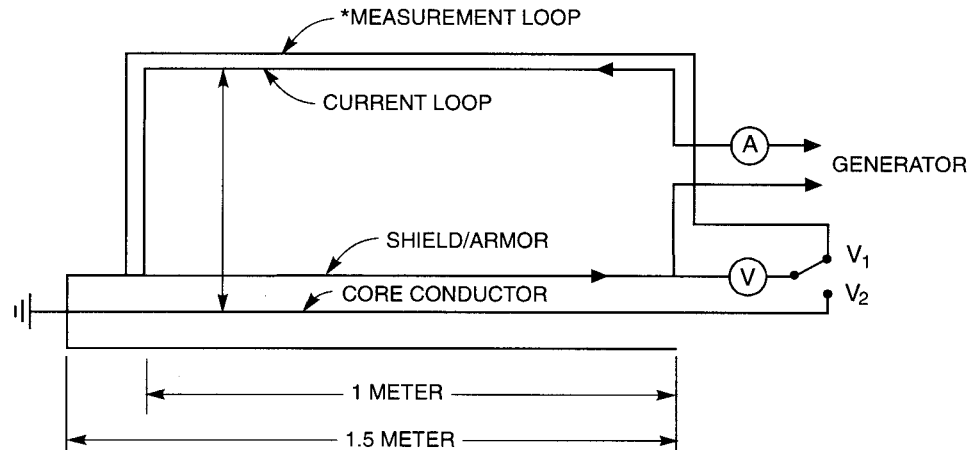 *MEASUREMENT LOOP
CURRENT LOOP
A
GENERATOR
SHIELD/ARMOR
V
V1
CORE CONDUCTOR
V2
1 METER
1.5 METER